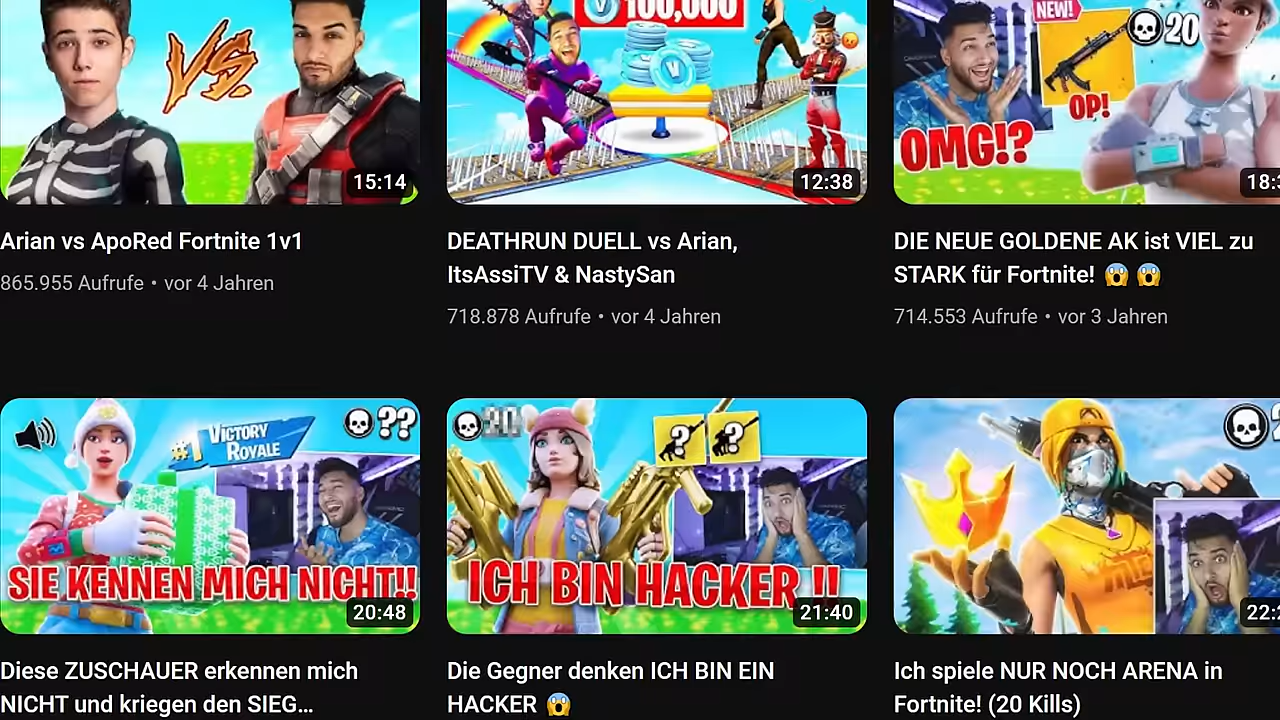 100,000
NEW!
20
VS.
OP!
OMG!?
15:14
12:38
Arian vs ApoRed Fortnite 1v1
DEATHRUN DUELL vs Arian,
ItsAssiTV & NastySan
DIE NEUE GOLDENE AK ist VIEL zu
STARK für Fortnite! 😱 😱
865.955 Aufrufe • vor 4 Jahren
718.878 Aufrufe • vor 4 Jahren
714.553 Aufrufe • vor 3 Jahren
#1 VICTORY
ROYALE
??
? ?
SIE KENNEN MICH NICHT!!
ICH BIN HACKER !!
20:48
21:40
Diese ZUSCHAUER erkennen mich
NICHT und kriegen den SIEG...
Die Gegner denken ICH BIN EIN
HACKER 😱
Ich spiele NUR NOCH ARENA in
Fortnite! (20 Kills)